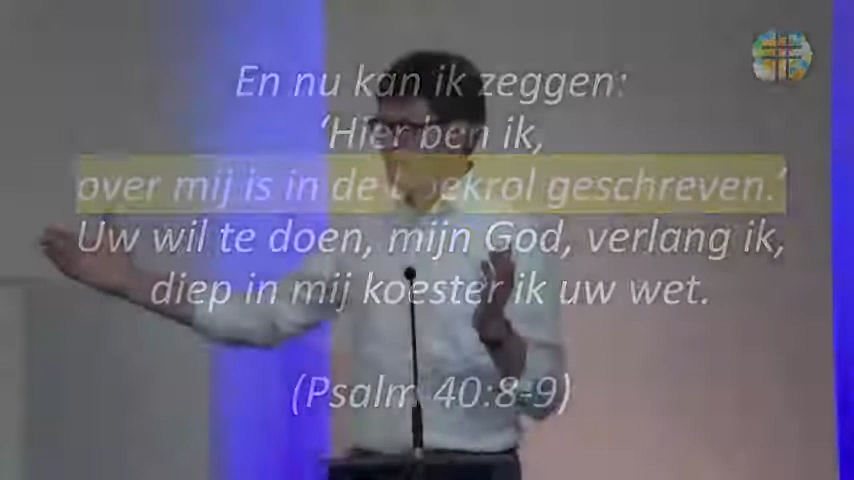 En nu kan ik zeggen:
‘Hier ben ik,
over mij is in de boekrol geschreven.’
Uw wil te doen, mijn God, verlang ik,
diep in mij koester ik uw wet.
(Psalm 40:8-9)